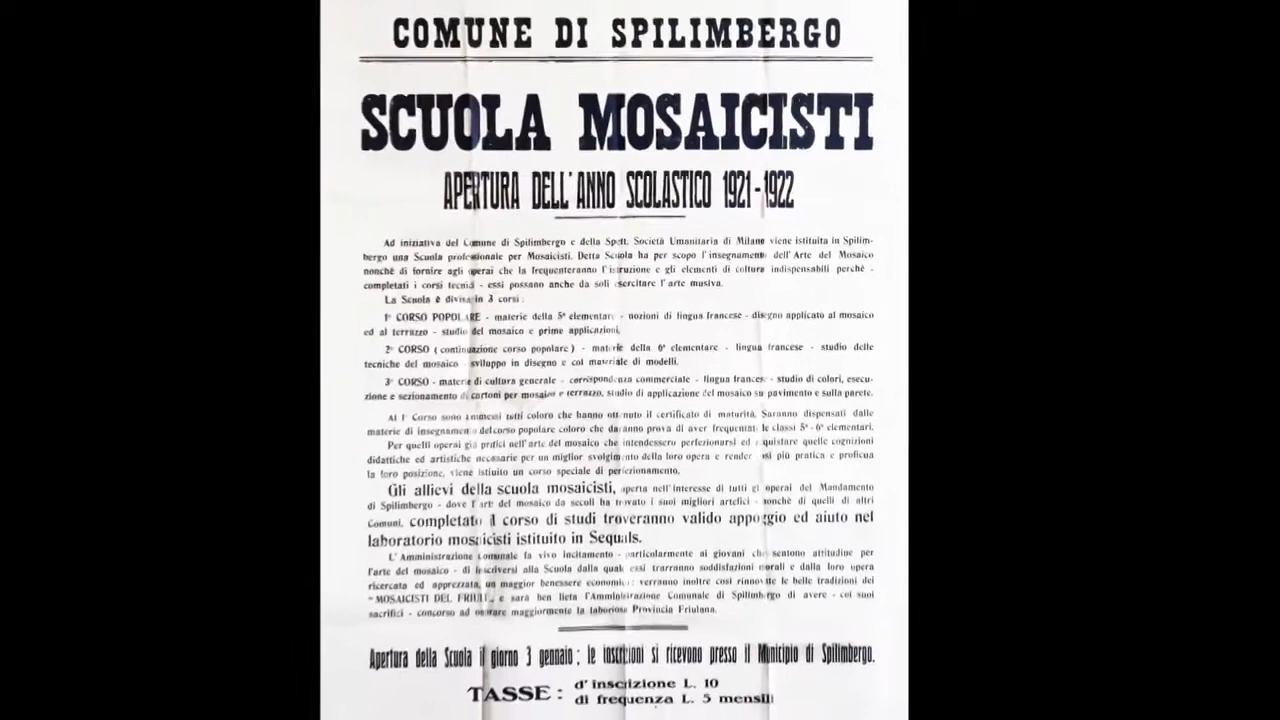 COMUNE DI SPILIMBERGO
SCUOLA MOSAICISTI
APERTURA DELL'ANNO SCOLASTICO 1921-1922
Ad iniziativa del Comune di Spilimbergo e della Spett. Società Umanitaria di Milano viene istituita in Spilim-
bergo una Scuola professionale per Mosaicisti. Detta Scuola ha per scopo l'insegnamento dell'Arte del Mosaico
nonchè di fornire agli operai che la frequenteranno l'istruzione e gli elementi di coltura indispensabili perchè -
completati i corsi tecnici - essi possano anche da soli esercitare l'arte musiva.
La Scuola è divisa in 3 corsi:
1º CORSO POPOLARE - materie della 5ª elementare - nozioni di lingua francese - disegno applicato al mosaico
ed al terrazzo - studio del mosaico e prime applicazioni.
2º CORSO (continuazione corso popolare) - materie della 6ª elementare - lingua francese - studio delle
tecniche del mosaico - sviluppo in disegno e col materiale di modelli.
3º CORSO - materie di cultura generale - corrispondenza commerciale - lingua francese - studio di colori, esecu-
zione e sezionamento di cartoni per mosaico e terrazzo, studio di applicazione del mosaico su pavimento e sulla parete.
Al 1º Corso sono ammessi tutti coloro che hanno ottenuto il certificato di maturità. Saranno dispensati dalle
materie di insegnamento del corso popolare coloro che daranno prova di aver frequentate le classi 5ª - 6ª elementari.
Per quelli operai già pratici nell'arte del mosaico che intendessero perfezionarsi ed acquistare quelle cognizioni
didattiche ed artistiche necessarie per un miglior svolgimento della loro opera e rendere così più pratica e proficua
la loro posizione, viene istiuito un corso speciale di perfezionamento.
Gli allievi della scuola mosaicisti, aperta nell'interesse di tutti gli operai del Mandamento
di Spilimbergo - dove l'arte del mosaico da secoli ha trovato i suoi migliori artefici - nonchè di quelli di altri
Comuni, completato il corso di studi troveranno valido appoggio ed aiuto nel
laboratorio mosaicisti istituito in Sequals.
L'Amministrazione Comunale fa vivo incitamento - particolarmente ai giovani che sentono attitudine per
l'arte del mosaico - di inscriversi alla Scuola dalla quale essi trarranno soddisfazioni morali e dalla loro opera
ricercata ed apprezzata, un maggior benessere economico: verranno inoltre così rinnovate le belle tradizioni dei
"MOSAICISTI DEL FRIULI„ e sarà ben lieta l'Amministrazione Comunale di Spilimbergo di avere - coi suoi
sacrifici - concorso ad onorare maggiormente la laboriosa Provincia Friulana.
Apertura della Scuola il giorno 3 gennaio; le inscrizioni si ricevono presso il Municipio di Spilimbergo.
TASSE: d'inscrizione L. 10
di frequenza L. 5 mensili